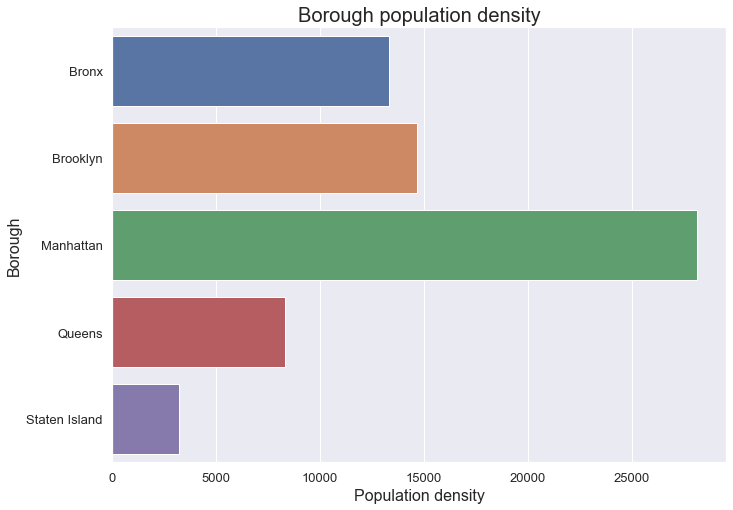 Borough population density
Borough
Bronx
Brooklyn
Manhattan
Queens
Staten Island
0 5000 10000 15000 20000 25000
Population density